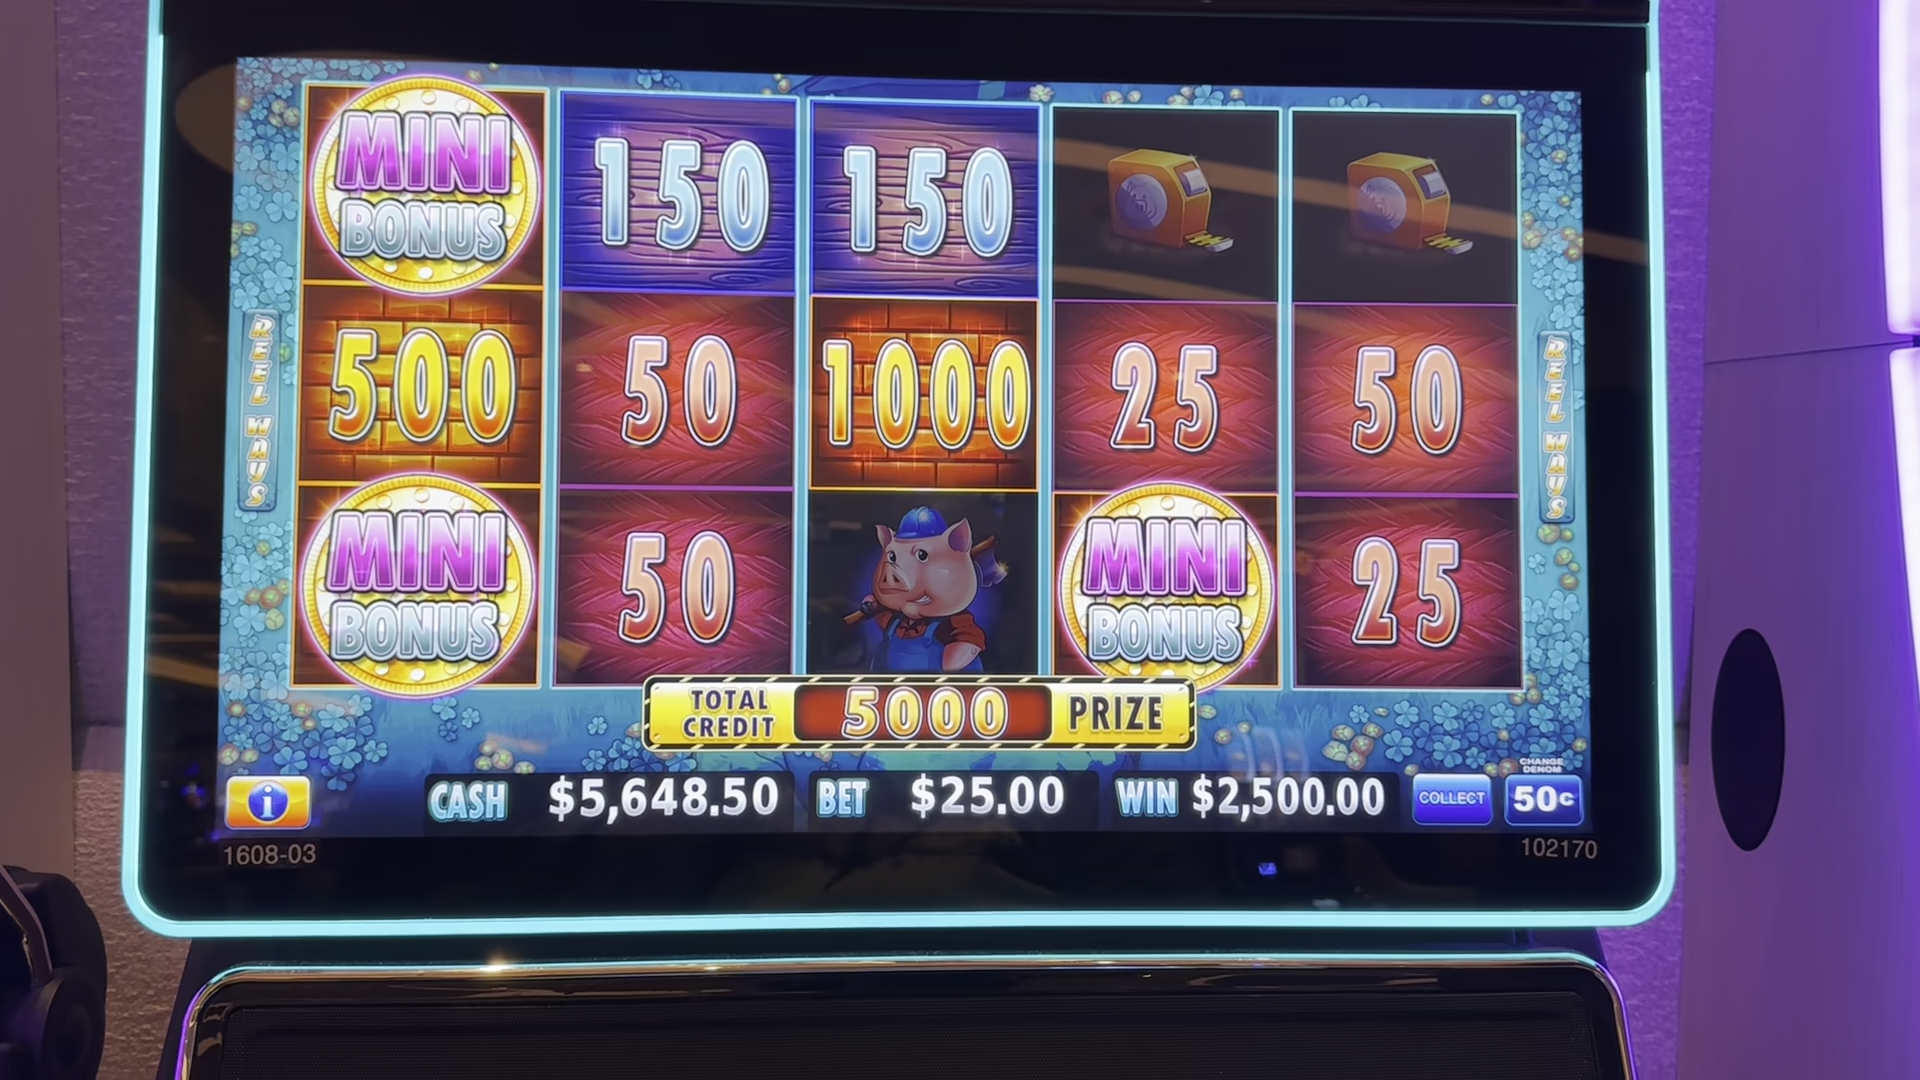 MINI
BONUS
150
150
REEL WAYS
500
50
1000
25
50
REEL WAYS
MINI
BONUS
50
MINI
BONUS
25
TOTAL
CREDIT
5000
PRIZE
CHANGE
DENOM
CASH $5,648.50 BET $25.00 WIN $2,500.00 COLLECT 50¢
1608-03
102170